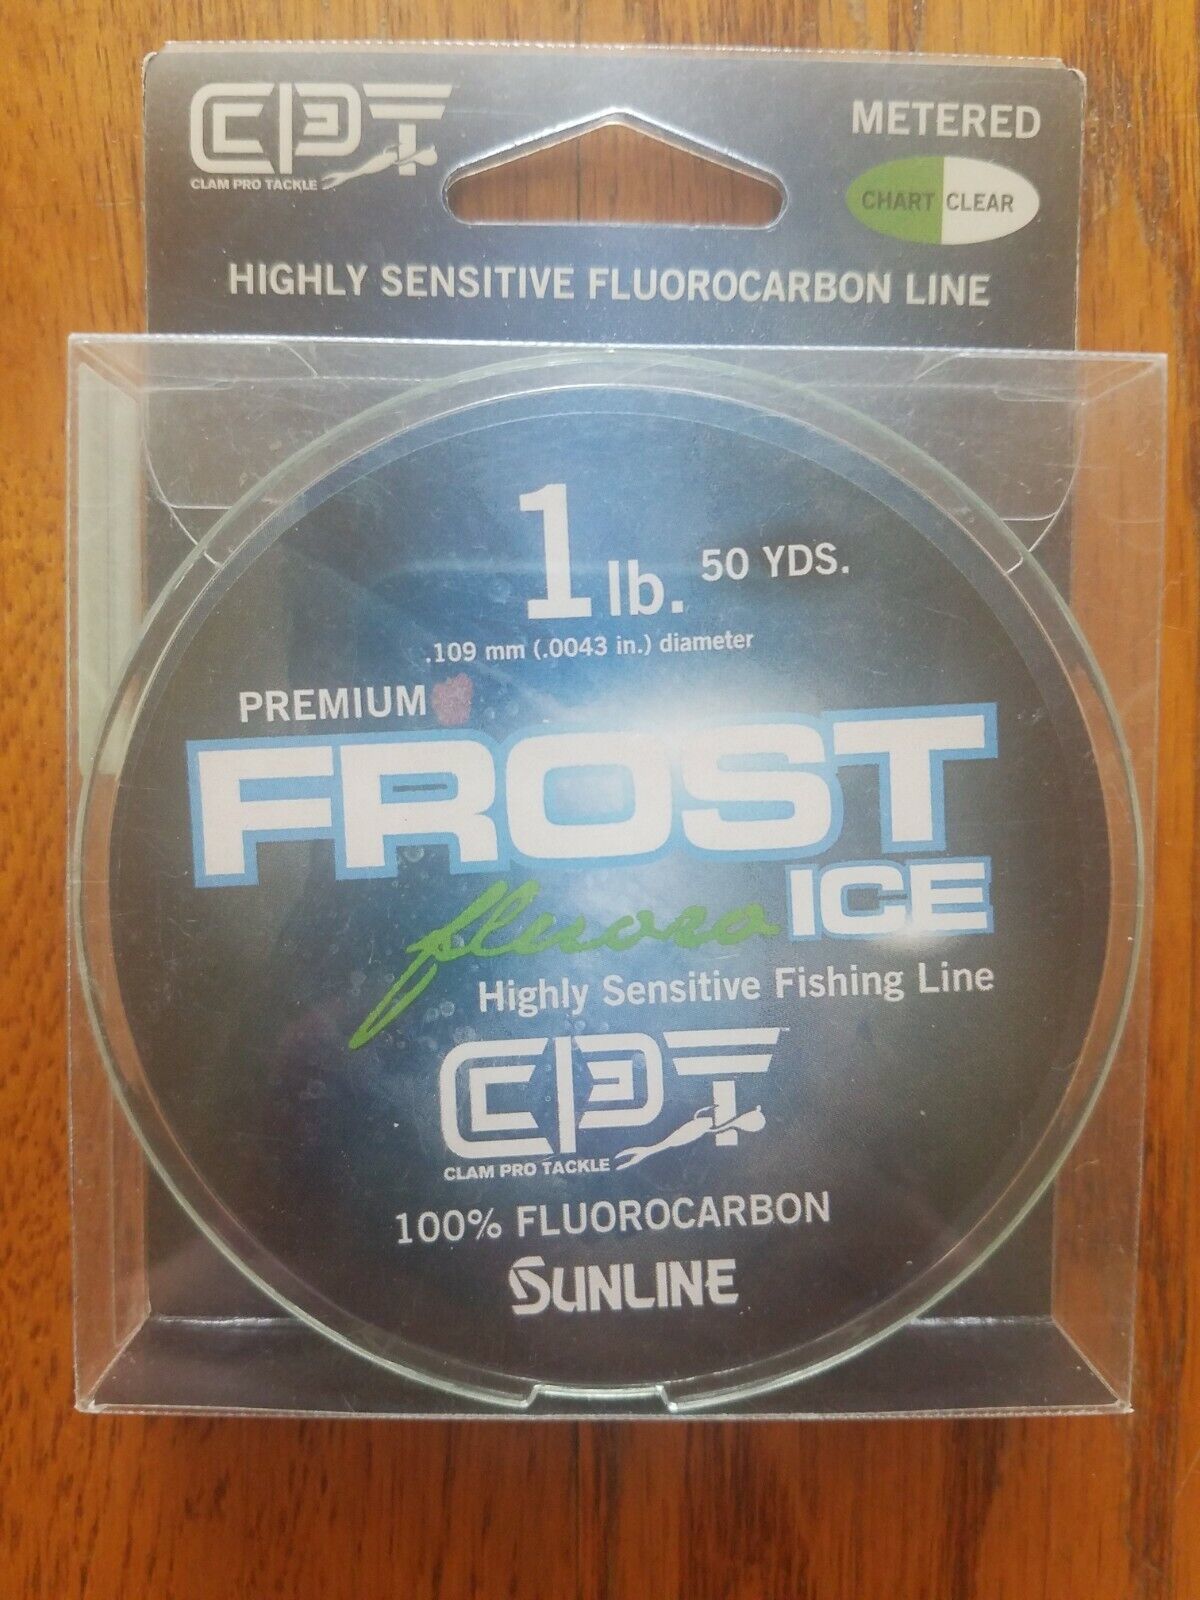 CPT
CLAM PRO TACKLE
METERED
CHART CLEAR
HIGHLY SENSITIVE FLUOROCARBON LINE
1 lb. 50 YDS.
.109 mm (.0043 in.) diameter
PREMIUM
FROST
fluoro ICE
Highly Sensitive Fishing Line
CPT
CLAM PRO TACKLE
100% FLUOROCARBON
SUNLINE